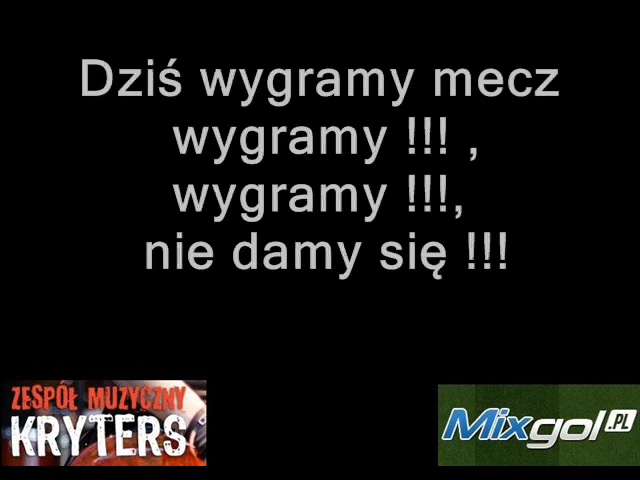 Dziś wygramy mecz
wygramy !!! ,
wygramy !!!,
nie damy się !!!
ZESPÓŁ MUZYCZNY
KRYTERS
Mixgol.PL